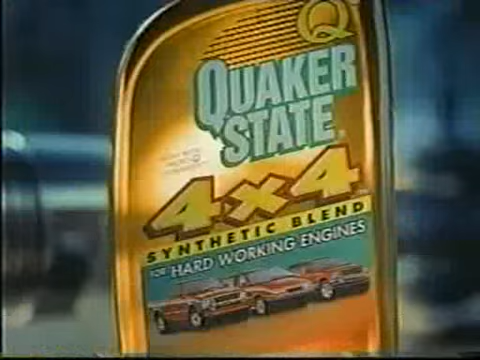 Q
QUAKER
STATE
4x4
SYNTHETIC BLEND
FOR HARD WORKING ENGINES